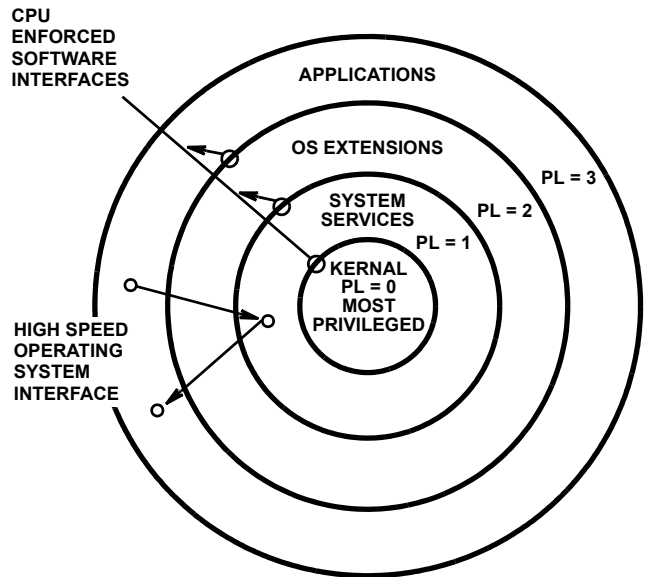 CPU
ENFORCED
SOFTWARE
INTERFACES
APPLICATIONS
OS EXTENSIONS
PL = 3
SYSTEM
SERVICES
PL = 2
PL = 1
KERNAL
PL = 0
MOST
PRIVILEGED
HIGH SPEED
OPERATING
SYSTEM
INTERFACE